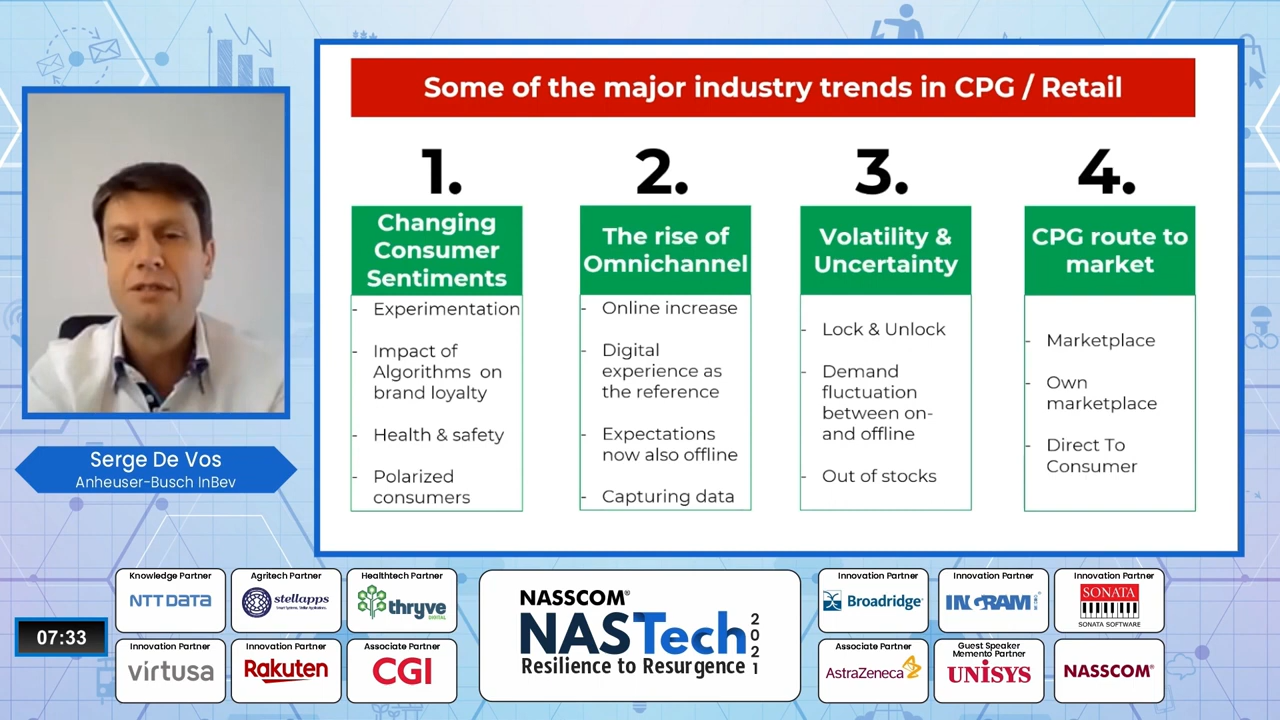 Some of the major industry trends in CPG / Retail
1.
Changing
Consumer
Sentiments
- Experimentation
- Impact of
Algorithms on
brand loyalty
- Health & safety
- Polarized
consumers
2.
The rise of
Omnichannel
- Online increase
- Digital
experience as
the reference
- Expectations
now also offline
- Capturing data
3.
Volatility &
Uncertainty
- Lock & Unlock
- Demand
fluctuation
between on-
and offline
- Out of stocks
4.
CPG route to
market
- Marketplace
- Own
marketplace
- Direct To
Consumer
Serge De Vos
Anheuser-Busch InBev
07:33
Knowledge Partner
NTT DATA
Agritech Partner
stellapps
Healthtech Partner
thryve
DIGITAL
Innovation Partner
virtusa
Innovation Partner
Rakuten
Associate Partner
CGI
NASSCOM®
NASTech
2021
Resilience to Resurgence
Innovation Partner
Broadridge®
Innovation Partner
INGRAM
Innovation Partner
SONATA
SONATA SOFTWARE
Associate Partner
AstraZeneca
Guest Speaker
Memento Partner
UNiSYS
NASSCOM®